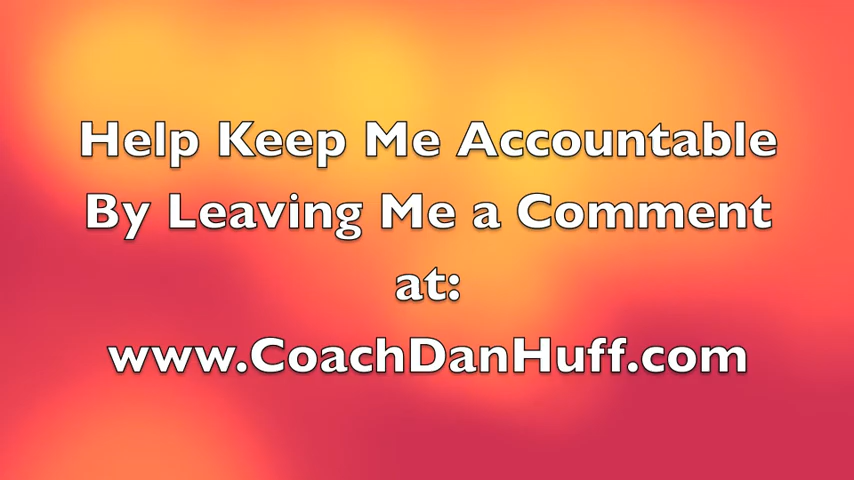 Help Keep Me Accountable
By Leaving Me a Comment
at:
www.CoachDanHuff.com